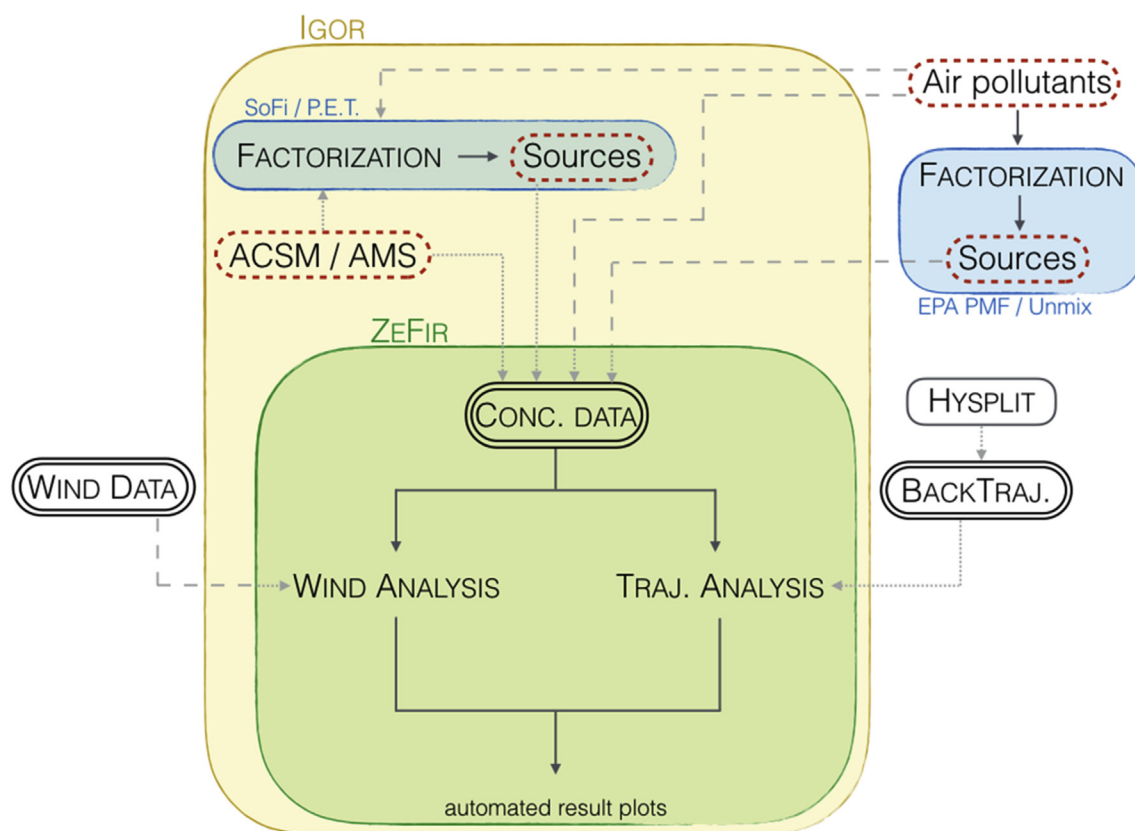 IGOR
Air pollutants
SoFi / P.E.T.
FACTORIZATION
Sources
FACTORIZATION
ACSM / AMS
Sources
EPA PMF / Unmix
ZEFIR
HYSPLIT
CONC. DATA
WIND DATA
BACKTRAJ.
WIND ANALYSIS
TRAJ. ANALYSIS
automated result plots